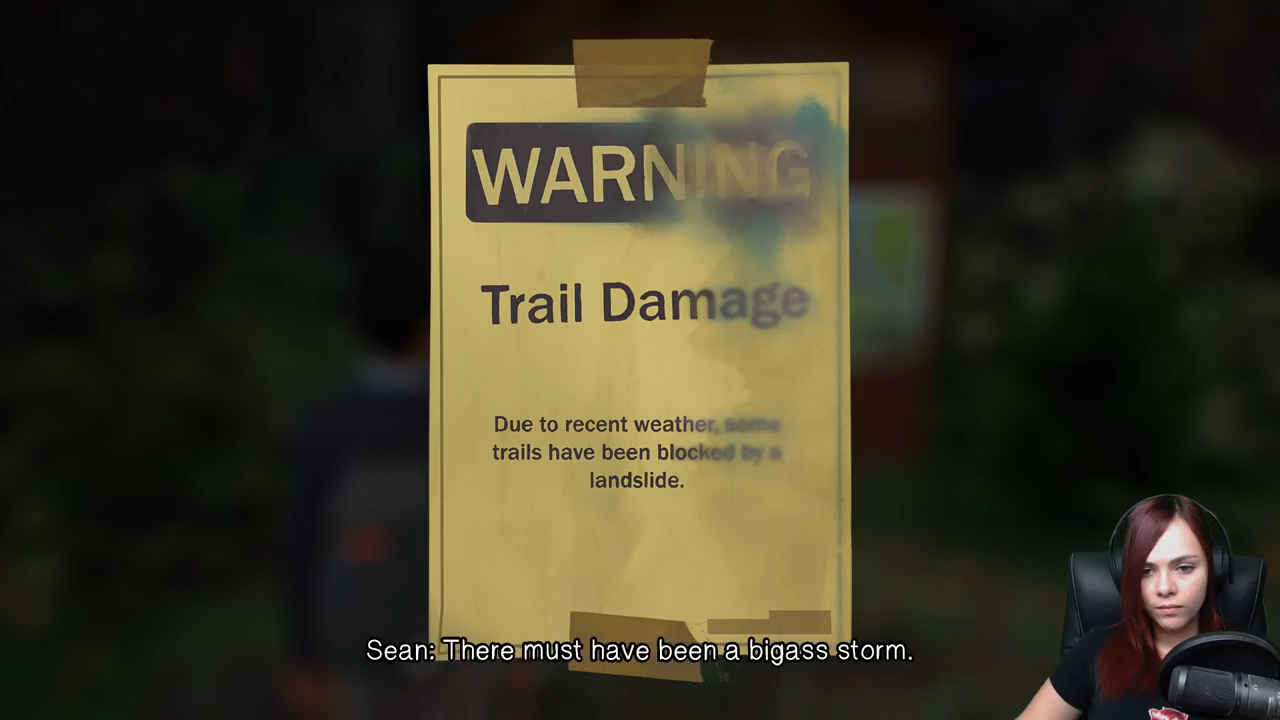 WARNING
Trail Damage
Due to recent weather, some
trails have been blocked by a
landslide.
Sean: There must have been a bigass storm.